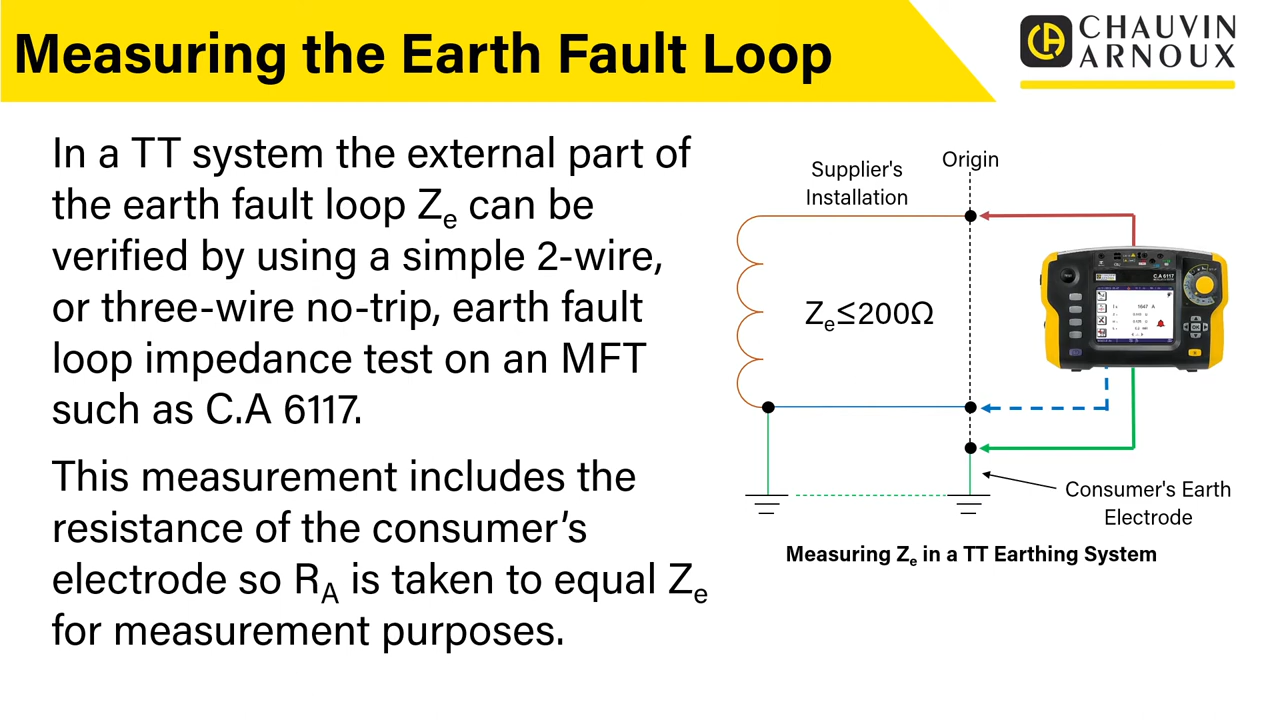 Measuring the Earth Fault Loop
CHAUVIN
ARNOUX
In a TT system the external part of
the earth fault loop Ze can be
verified by using a simple 2-wire,
or three-wire no-trip, earth fault
loop impedance test on an MFT
such as C.A 6117.
This measurement includes the
resistance of the consumer's
electrode so RA is taken to equal Ze
for measurement purposes.
Supplier's
Installation
Origin
Ze≤200Ω
C.A 6117
Consumer's Earth
Electrode
Measuring Ze in a TT Earthing System